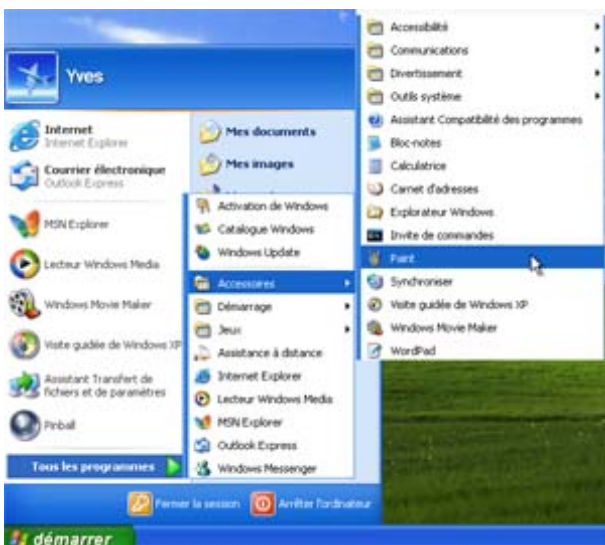 Yves
Internet
Internet Explorer
Courrier électronique
Outlook Express
MSN Explorer
Lecteur Windows Media
Windows Movie Maker
Visite guidée de Windows XP
Assistant Transfert de
fichiers et de paramètres
Pinball
Tous les programmes
Mes documents
Mes images
Activation de Windows
Catalogue Windows
Windows Update
Accessoires
Démarrage
Jeux
Assistance à distance
Internet Explorer
Lecteur Windows Media
MSN Explorer
Outlook Express
Windows Messenger
Accessibilité
Communications
Divertissement
Outils système
Assistant Compatibilité des programmes
Bloc-notes
Calculatrice
Carnet d'adresses
Explorateur Windows
Invite de commandes
Paint
Synchroniser
Visite guidée de Windows XP
Windows Movie Maker
WordPad
Fermer la session
Arrêter l'ordinateur
démarrer